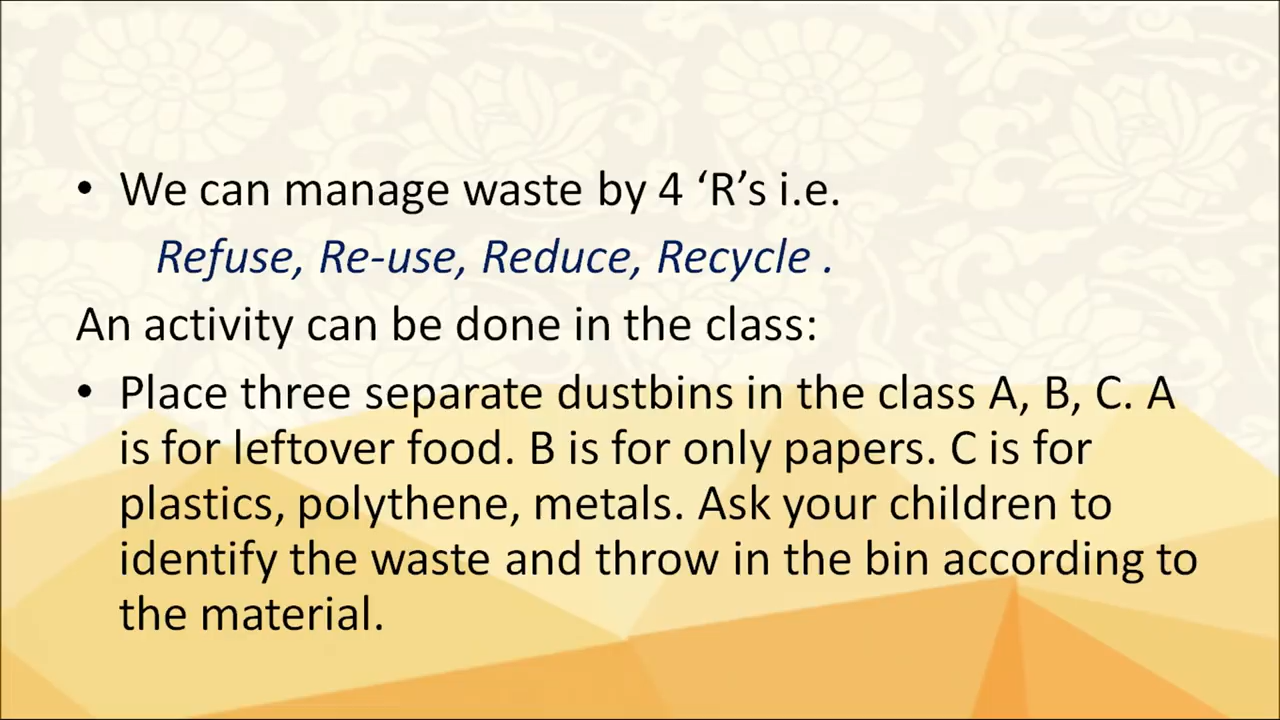 • We can manage waste by 4 ‘R’s i.e.
Refuse, Re-use, Reduce, Recycle .
An activity can be done in the class:
• Place three separate dustbins in the class A, B, C. A
is for leftover food. B is for only papers. C is for
plastics, polythene, metals. Ask your children to
identify the waste and throw in the bin according to
the material.